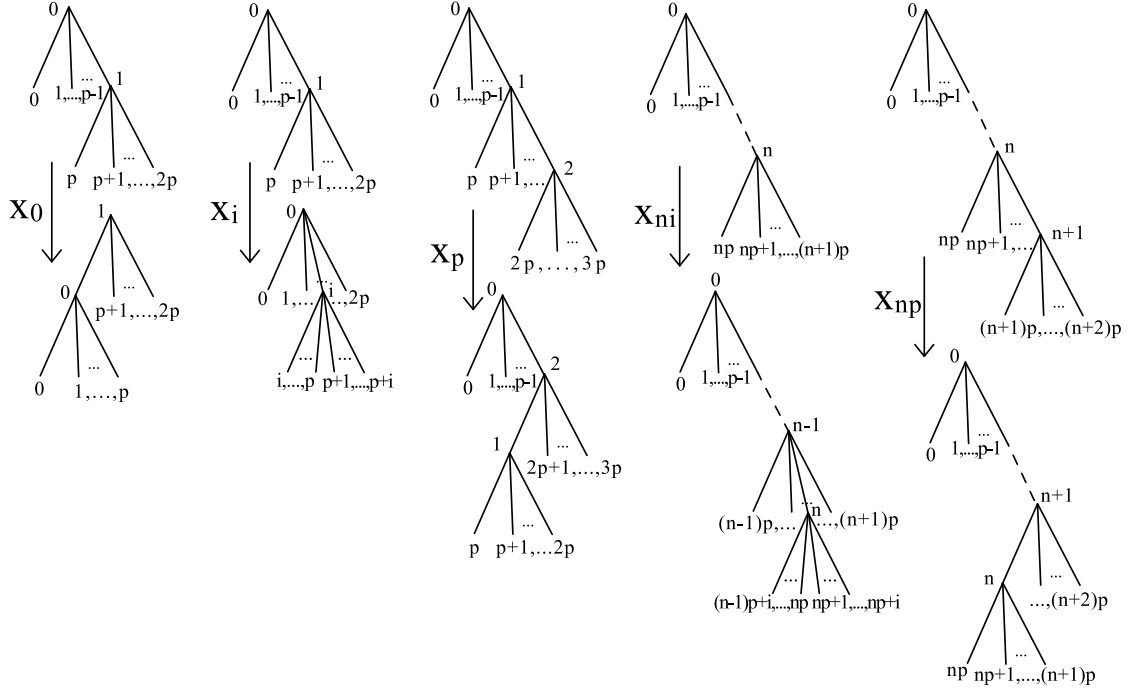 0
0 1,...,p-1 ... 1
p p+1,...,2p ...
x0
1
0 p+1,...,2p ...
0 1,...,p ...
0
0 1,...,p-1 ... 1
p p+1,...,2p ...
xi
0
0 1,... ...i ...,2p
... ...
i,...,p p+1,...,p+i
0
0 1,...,p-1 ... 1
p p+1,... ... 2
2p,...,3p ...
xp
0
0 1,...,p-1 ... 2
1 2p+1,...,3p ...
p p+1,...2p ...
0
0 1,...,p-1 ...
n
np np+1,...,(n+1)p ...
xni
0
0 1,...,p-1 ...
n-1
(n-1)p,... ...n ...,(n+1)p
... ...
(n-1)p+i,...,np np+1,...,np+i
0
0 1,...,p-1 ...
n
np np+1,... ... n+1
(n+1)p,...,(n+2)p ...
xnp
0
0 1,...,p-1 ...
n+1
n ...,(n+2)p ...
np np+1,...,(n+1)p ...